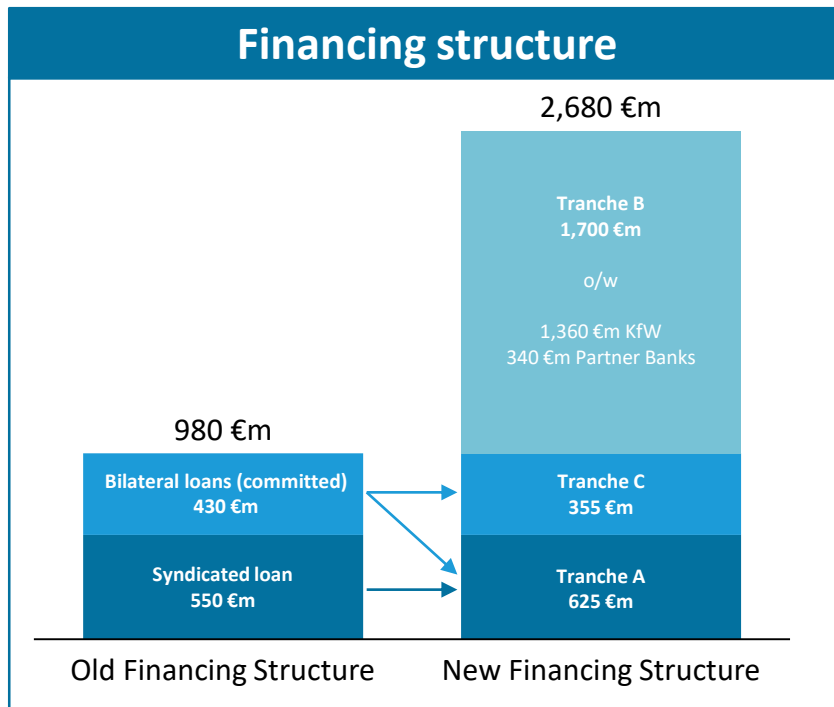 Financing structure
2,680 €m
Tranche B
1,700 €m
o/w
1,360 €m KfW
340 €m Partner Banks
980 €m
Bilateral loans (committed)
430 €m
Tranche C
355 €m
Syndicated loan
550 €m
Tranche A
625 €m
Old Financing Structure
New Financing Structure